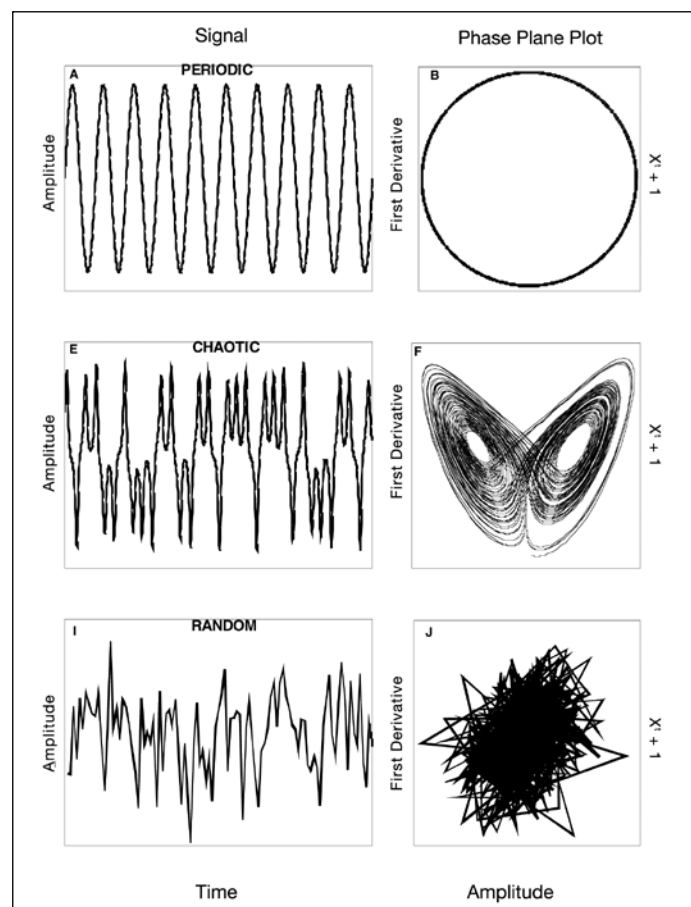 Signal
Phase Plane Plot
A
PERIODIC
B
Amplitude
First Derivative
X¹ + 1
E
CHAOTIC
F
Amplitude
First Derivative
X¹ + 1
I
RANDOM
J
Amplitude
First Derivative
X¹ + 1
Time
Amplitude